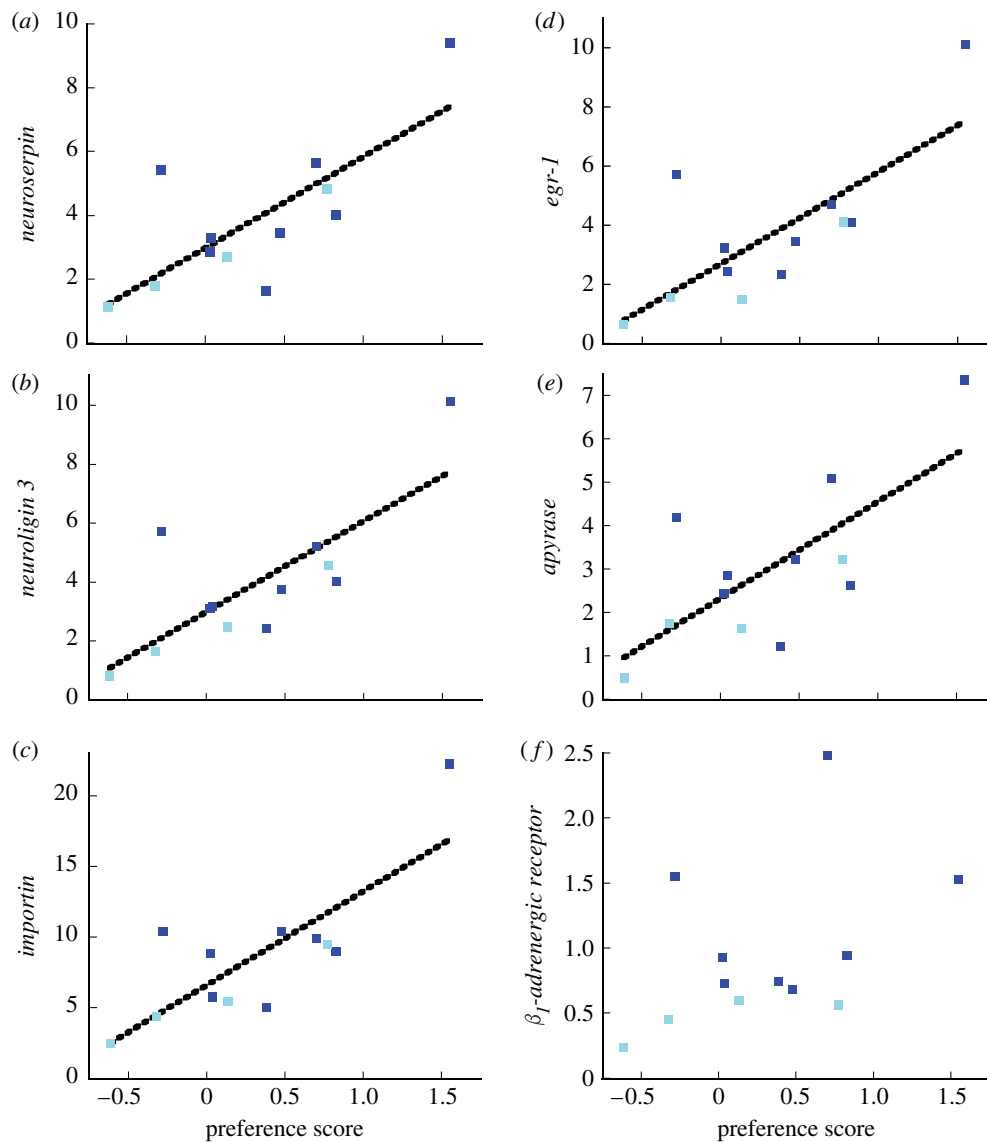 (a)
10
8
6
4
2
0
neuroserpin
(d)
10
8
6
4
2
0
egr-1
(b)
10
8
6
4
2
0
neuroligin 3
(e)
7
6
5
4
3
2
1
0
apyrase
(c)
20
15
10
5
0
importin
−0.5 0 0.5 1.0 1.5
preference score
(f)
2.5
2.0
1.5
1.0
0.5
0
β1-adrenergic receptor
−0.5 0 0.5 1.0 1.5
preference score